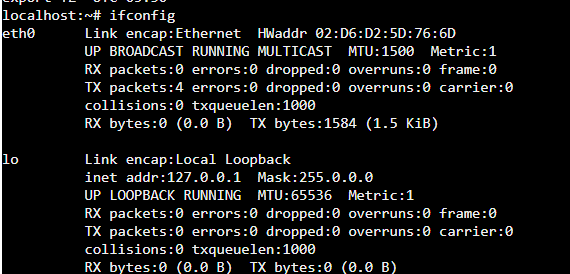 localhost:~# ifconfig
eth0 Link encap:Ethernet HWaddr 02:D6:D2:5D:76:6D
UP BROADCAST RUNNING MULTICAST MTU:1500 Metric:1
RX packets:0 errors:0 dropped:0 overruns:0 frame:0
TX packets:4 errors:0 dropped:0 overruns:0 carrier:0
collisions:0 txqueuelen:1000
RX bytes:0 (0.0 B) TX bytes:1584 (1.5 KiB)
lo Link encap:Local Loopback
inet addr:127.0.0.1 Mask:255.0.0.0
UP LOOPBACK RUNNING MTU:65536 Metric:1
RX packets:0 errors:0 dropped:0 overruns:0 frame:0
TX packets:0 errors:0 dropped:0 overruns:0 carrier:0
collisions:0 txqueuelen:1000
RX bytes:0 (0.0 B) TX bytes:0 (0.0 B)